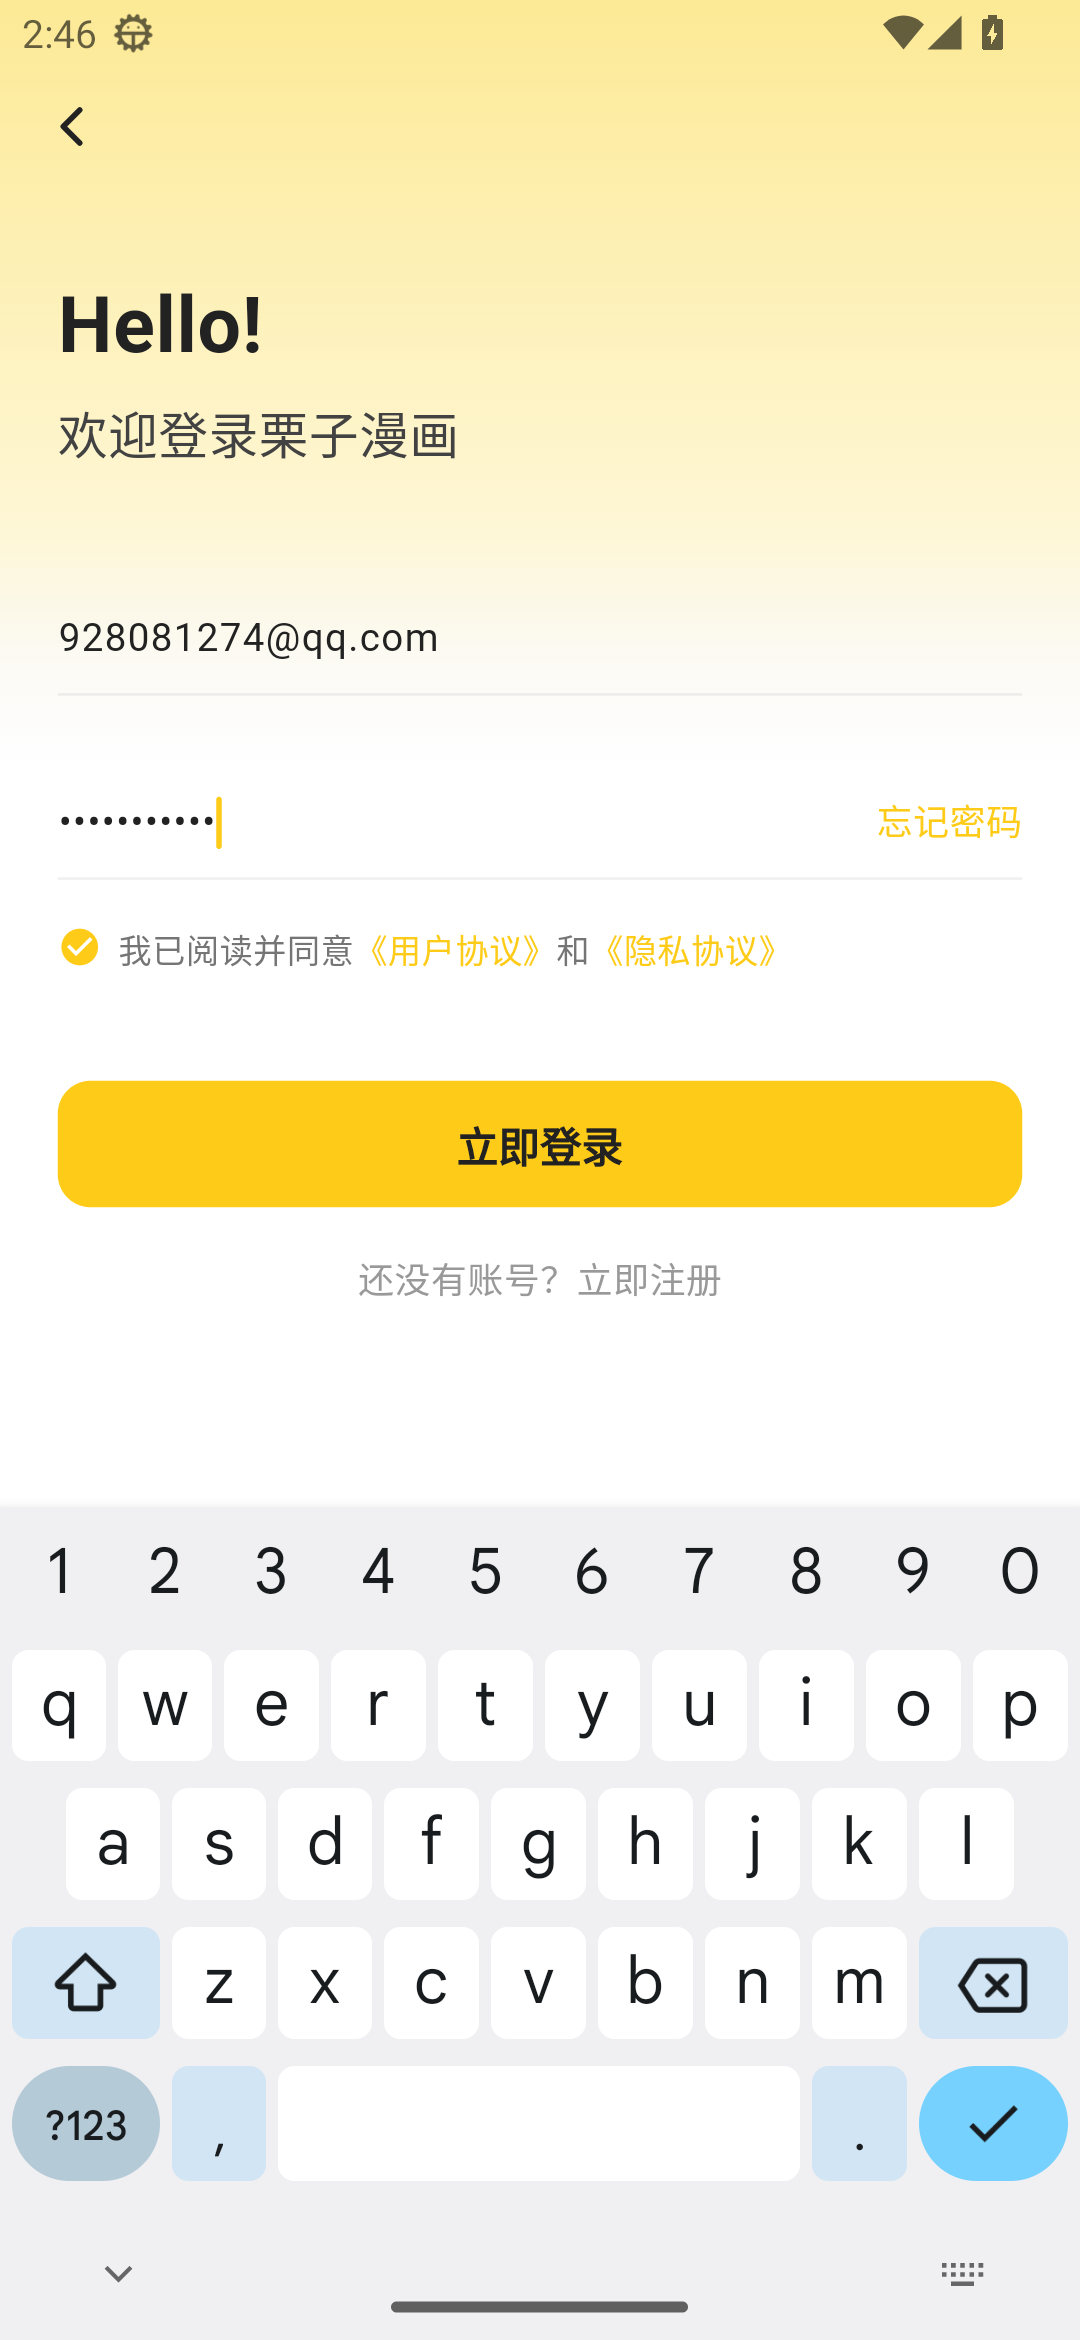 2:46
Hello!
欢迎登录栗子漫画
928081274@qq.com
•••••••••••
忘记密码
我已阅读并同意《用户协议》和《隐私协议》
立即登录
还没有账号？立即注册
1 2 3 4 5 6 7 8 9 0
q w e r t y u i o p
a s d f g h j k l
z x c v b n m
?123 , .